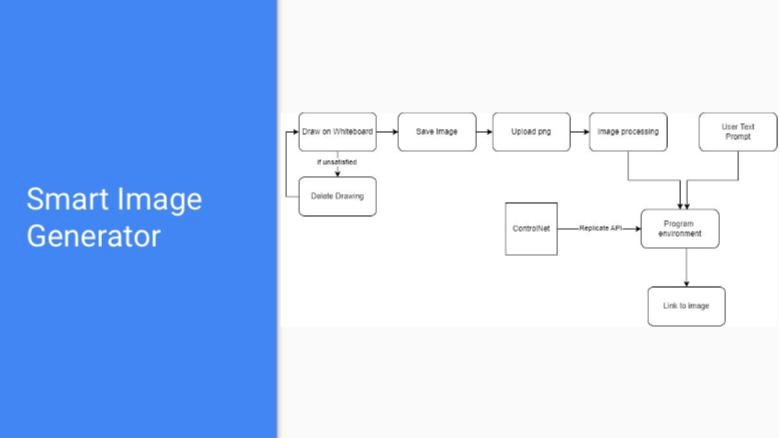 Smart Image
Generator
Draw on Whiteboard
Save Image
Upload png
Image processing
User Text
Prompt
if unsatisfied
Delete Drawing
ControlNet
Replicate API
Program
environment
Link to image